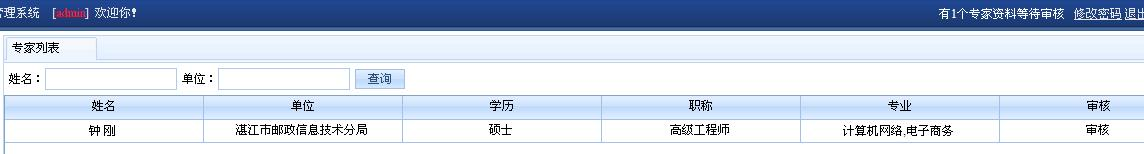 管理系统 [admin] 欢迎你! 有1个专家资料等待审核 修改密码 退出
专家列表
姓名： 单位： 查询
姓名 单位 学历 职称 专业 审核
钟 刚 湛江市邮政信息技术分局 硕士 高级工程师 计算机网络,电子商务 审核